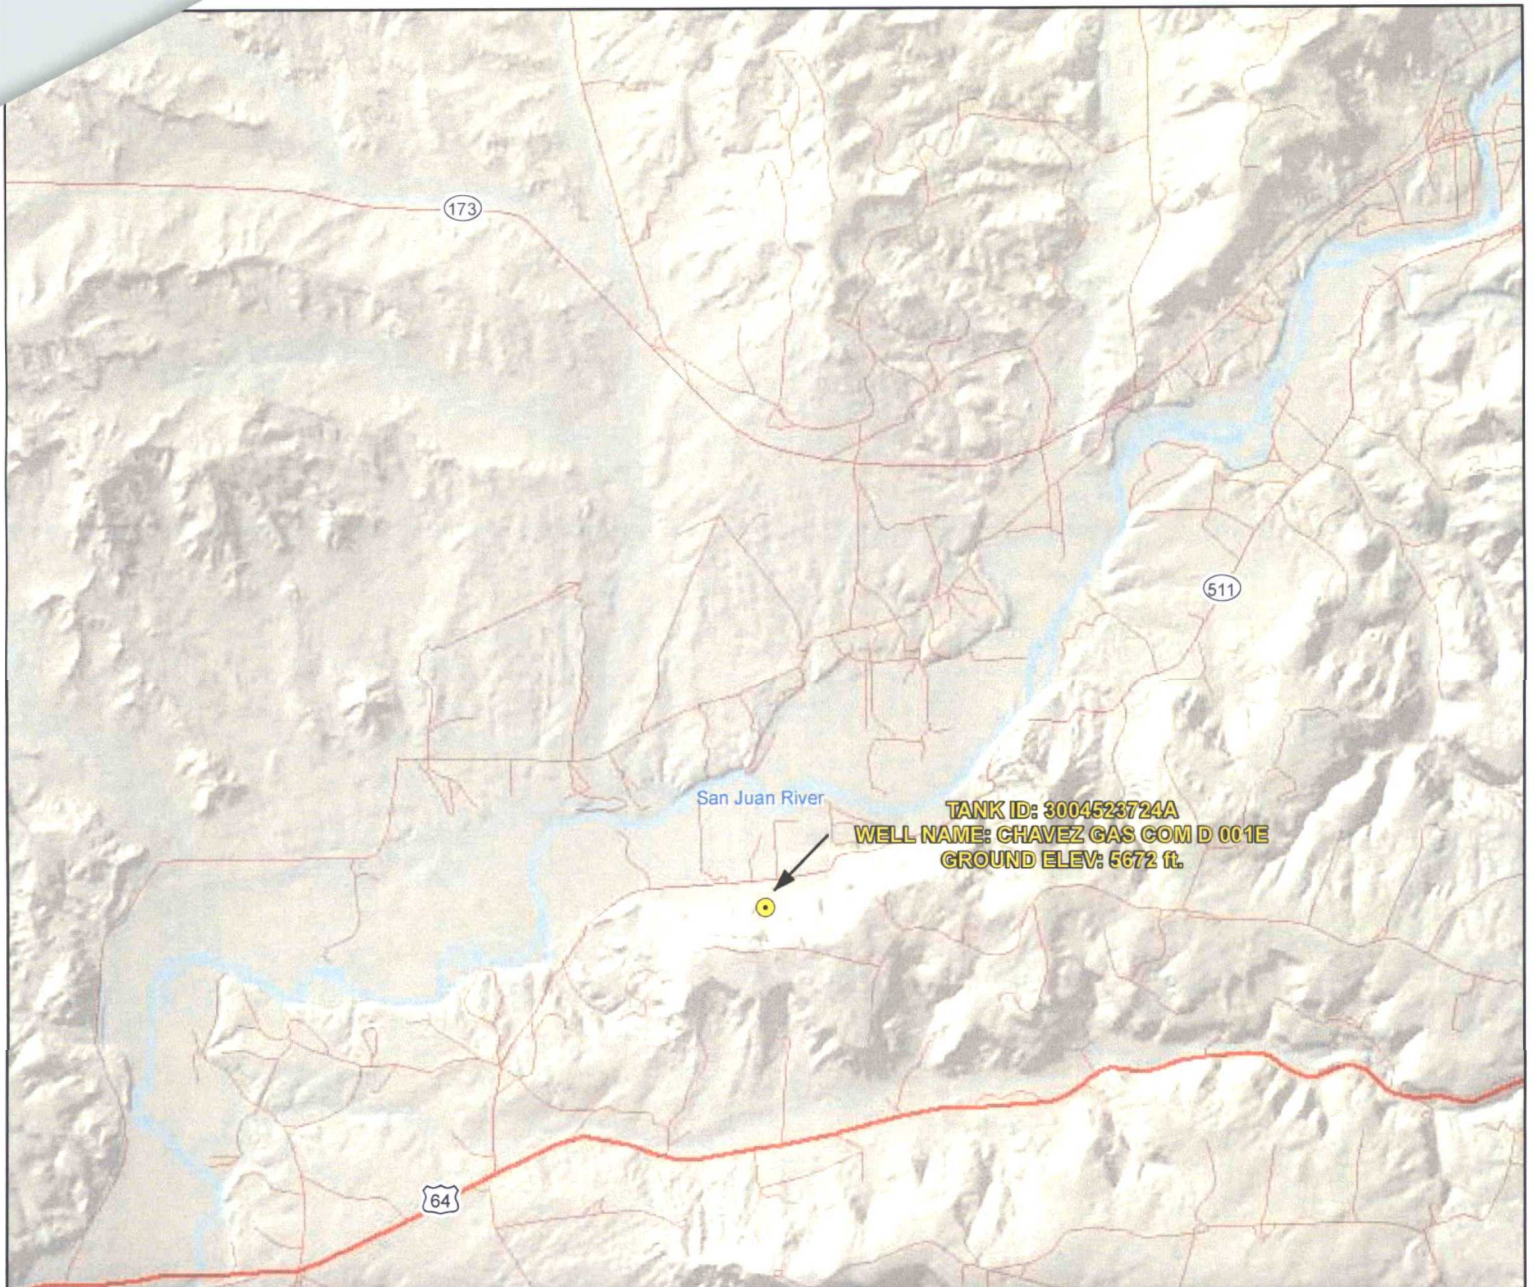 173
511
San Juan River
TANK ID: 3004523724A
WELL NAME: CHAVEZ GAS COM D 001E
GROUND ELEV: 5672 ft.
64